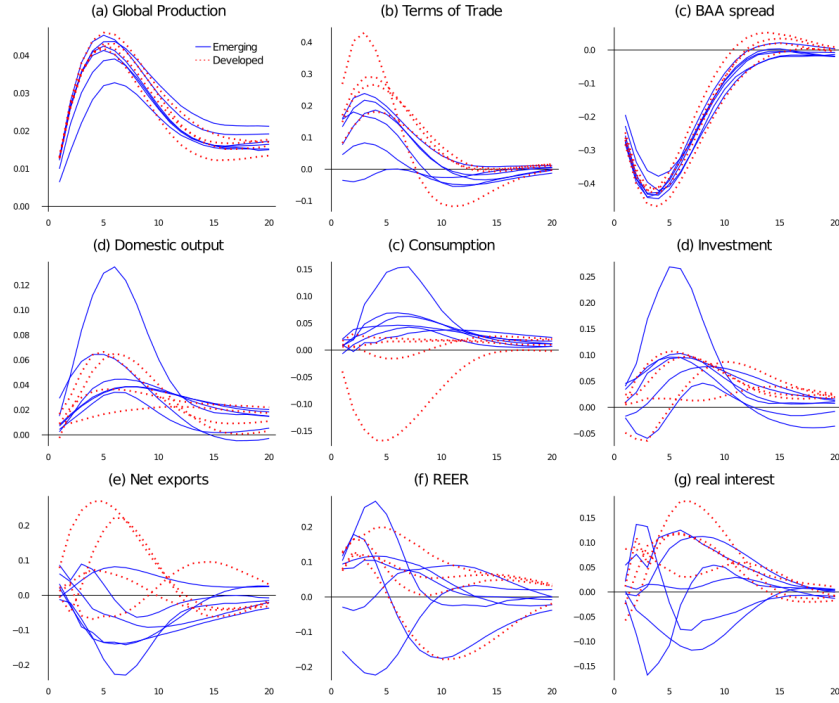 (a) Global Production
(b) Terms of Trade
(c) BAA spread
0.04
0.03
0.02
0.01
0.00
Emerging
Developed
0.4
0.3
0.2
0.1
0.0
−0.1
0.0
−0.1
−0.2
−0.3
−0.4
0 5 10 15 20
0 5 10 15 20
0 5 10 15 20
(d) Domestic output
(c) Consumption
(d) Investment
0.12
0.10
0.08
0.06
0.04
0.02
0.00
0.15
0.10
0.05
0.00
−0.05
−0.10
−0.15
0.25
0.20
0.15
0.10
0.05
0.00
−0.05
0 5 10 15 20
0 5 10 15 20
0 5 10 15 20
(e) Net exports
(f) REER
(g) real interest
0.2
0.1
0.0
−0.1
−0.2
0.2
0.1
0.0
−0.1
−0.2
0.15
0.10
0.05
0.00
−0.05
−0.10
−0.15
0 5 10 15 20
0 5 10 15 20
0 5 10 15 20